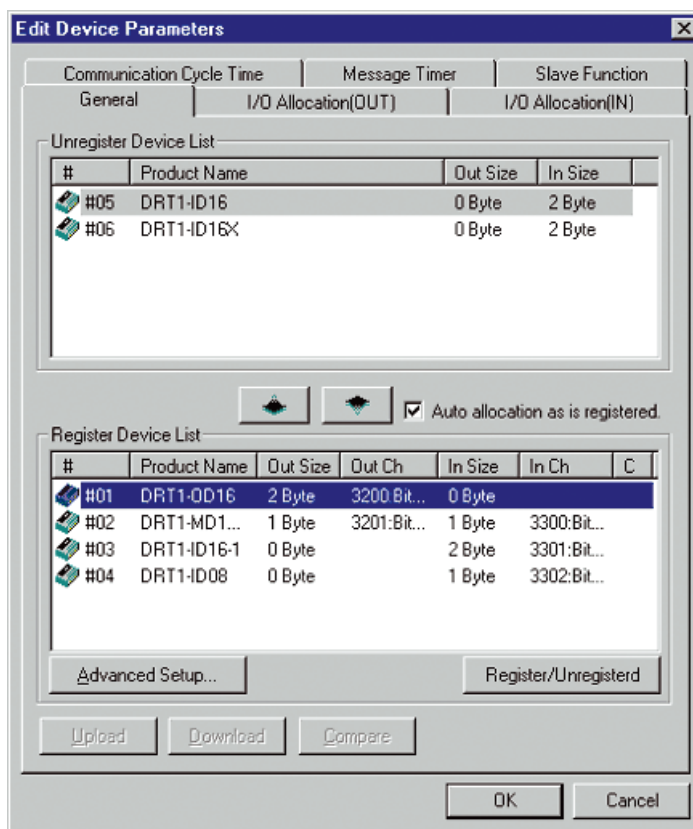 Edit Device Parameters
Communication Cycle Time Message Timer Slave Function
General I/O Allocation(OUT) I/O Allocation(IN)
Unregister Device List
# Product Name Out Size In Size
#05 DRT1-ID16 0 Byte 2 Byte
#06 DRT1-ID16X 0 Byte 2 Byte
Auto allocation as is registered.
Register Device List
# Product Name Out Size Out Ch In Size In Ch C
#01 DRT1-OD16 2 Byte 3200:Bit... 0 Byte
#02 DRT1-MD1... 1 Byte 3201:Bit... 1 Byte 3300:Bit...
#03 DRT1-ID16-1 0 Byte 2 Byte 3301:Bit...
#04 DRT1-ID08 0 Byte 1 Byte 3302:Bit...
Advanced Setup... Register/Unregisterd
Upload Download Compare
OK Cancel